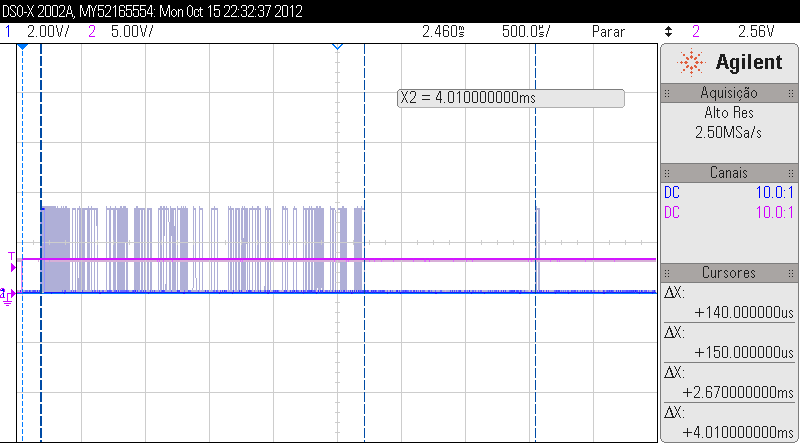 DSO-X 2002A, MY52165554: Mon Oct 15 22:32:37 2012
1 2.00V/ 2 5.00V/ 2.460s 500.0s/ Parar 2 2.56V
X2 = 4.010000000ms
Agilent
Aquisição
Alto Res
2.50MSa/s
Canais
DC 10.0:1
DC 10.0:1
Cursores
ΔX:
+140.000000us
ΔX:
+150.000000us
ΔX:
+2.670000000ms
ΔX:
+4.010000000ms
T